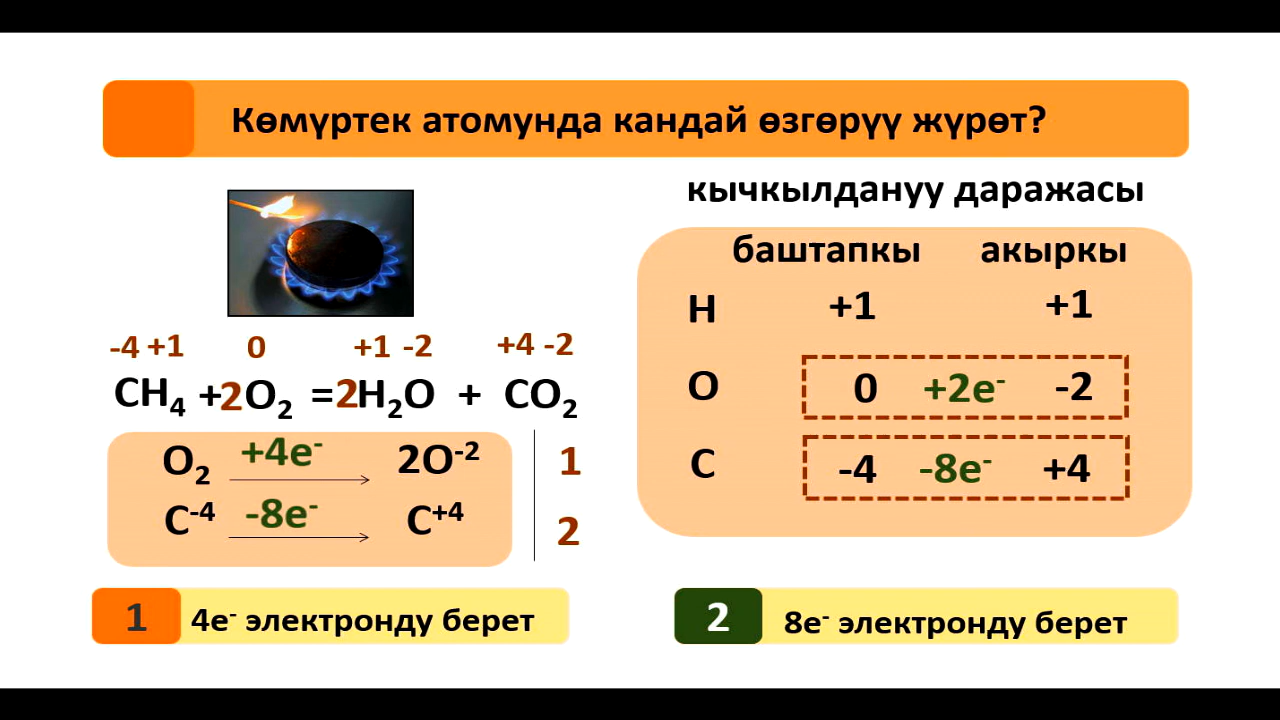 Көмүртек атомунда кандай өзгөрүү жүрөт?
кычкылдануу даражасы
баштапкы акыркы
H +1 +1
O 0 +2e⁻ -2
C -4 -8e⁻ +4
-4 +1 0 +1 -2 +4 -2
CH₄ +2O₂ =2H₂O + CO₂
O₂ +4e⁻ 2O⁻² 1
C⁻⁴ -8e⁻ C⁺⁴ 2
1 4e⁻ электронду берет
2 8e⁻ электронду берет